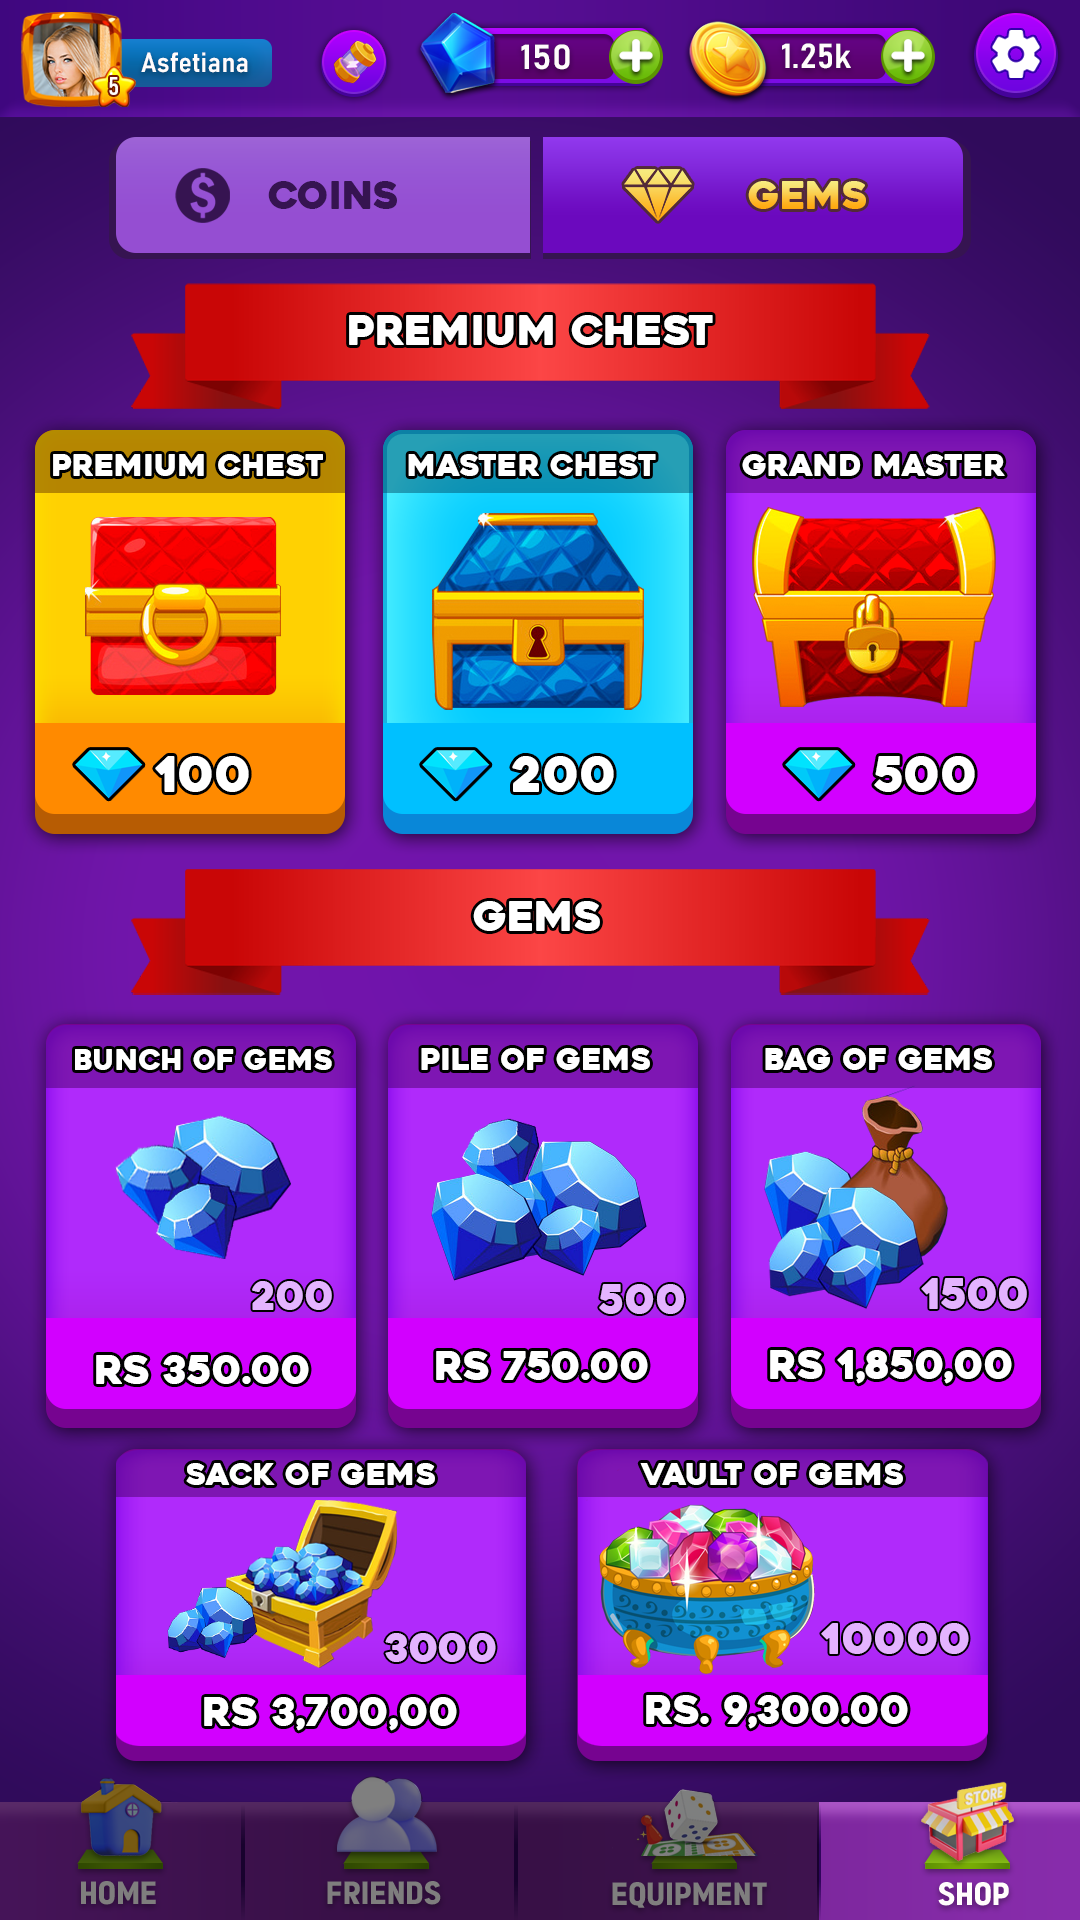 Asfetiana
5
150
1.25k
$ COINS
GEMS
PREMIUM CHEST
PREMIUM CHEST
MASTER CHEST
GRAND MASTER
100
200
500
GEMS
BUNCH OF GEMS
PILE OF GEMS
BAG OF GEMS
200
500
1500
RS 350.00
RS 750.00
RS 1,850,00
SACK OF GEMS
VAULT OF GEMS
3000
10000
RS 3,700,00
RS. 9,300.00
STORE
HOME
FRIENDS
EQUIPMENT
SHOP